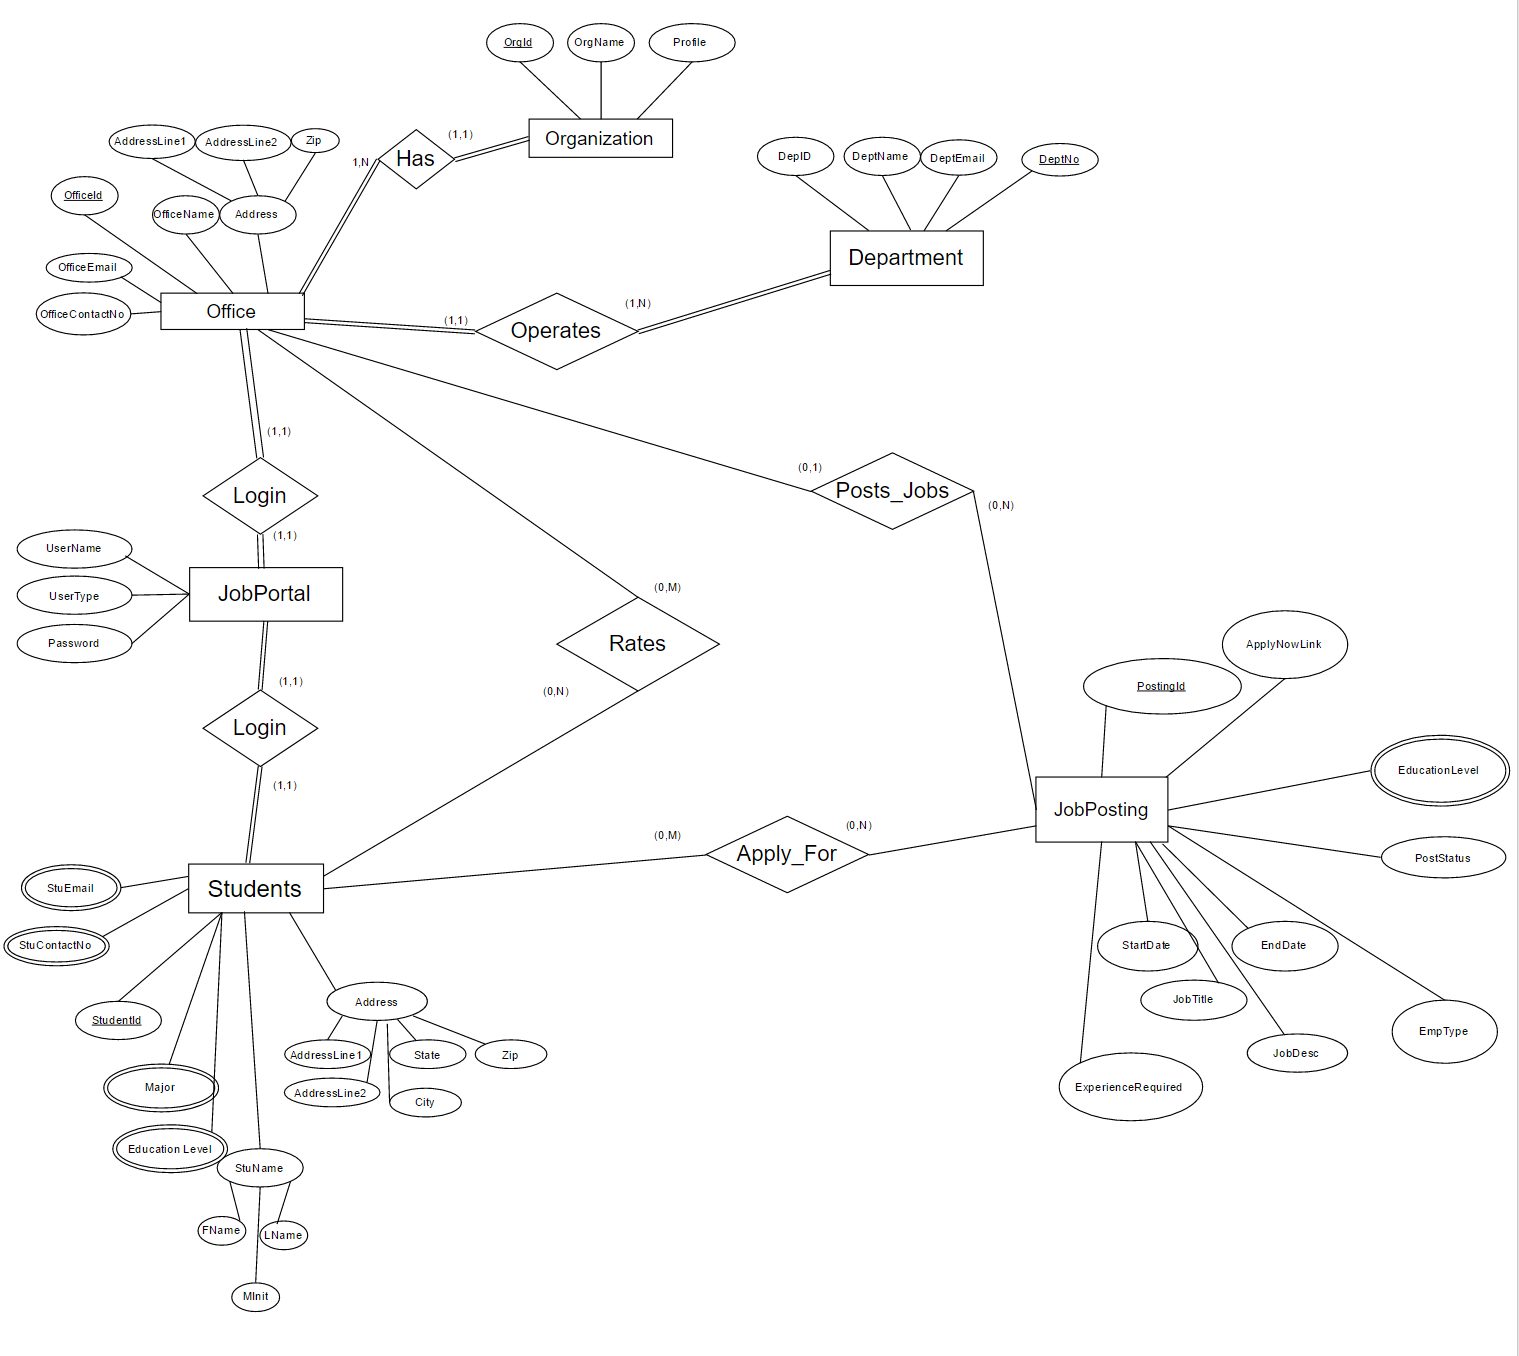 OrgId
OrgName
Profile
Organization
(1,1)
Has
1,N
AddressLine1
AddressLine2
Zip
OfficeId
OfficeName
Address
OfficeEmail
OfficeContactNo
Office
DepID
DeptName
DeptEmail
DeptNo
Department
(1,1)
Operates
(1,N)
(1,1)
Login
(1,1)
(0,1)
Posts_Jobs
(0,N)
UserName
UserType
Password
JobPortal
(0,M)
Rates
(0,N)
(1,1)
Login
(1,1)
ApplyNowLink
PostingId
EducationLevel
JobPosting
PostStatus
(0,M)
Apply_For
(0,N)
StuEmail
Students
StuContactNo
StudentId
Major
Education Level
StuName
FName
LName
MInit
Address
AddressLine1
State
Zip
AddressLine2
City
StartDate
EndDate
JobTitle
JobDesc
EmpType
ExperienceRequired